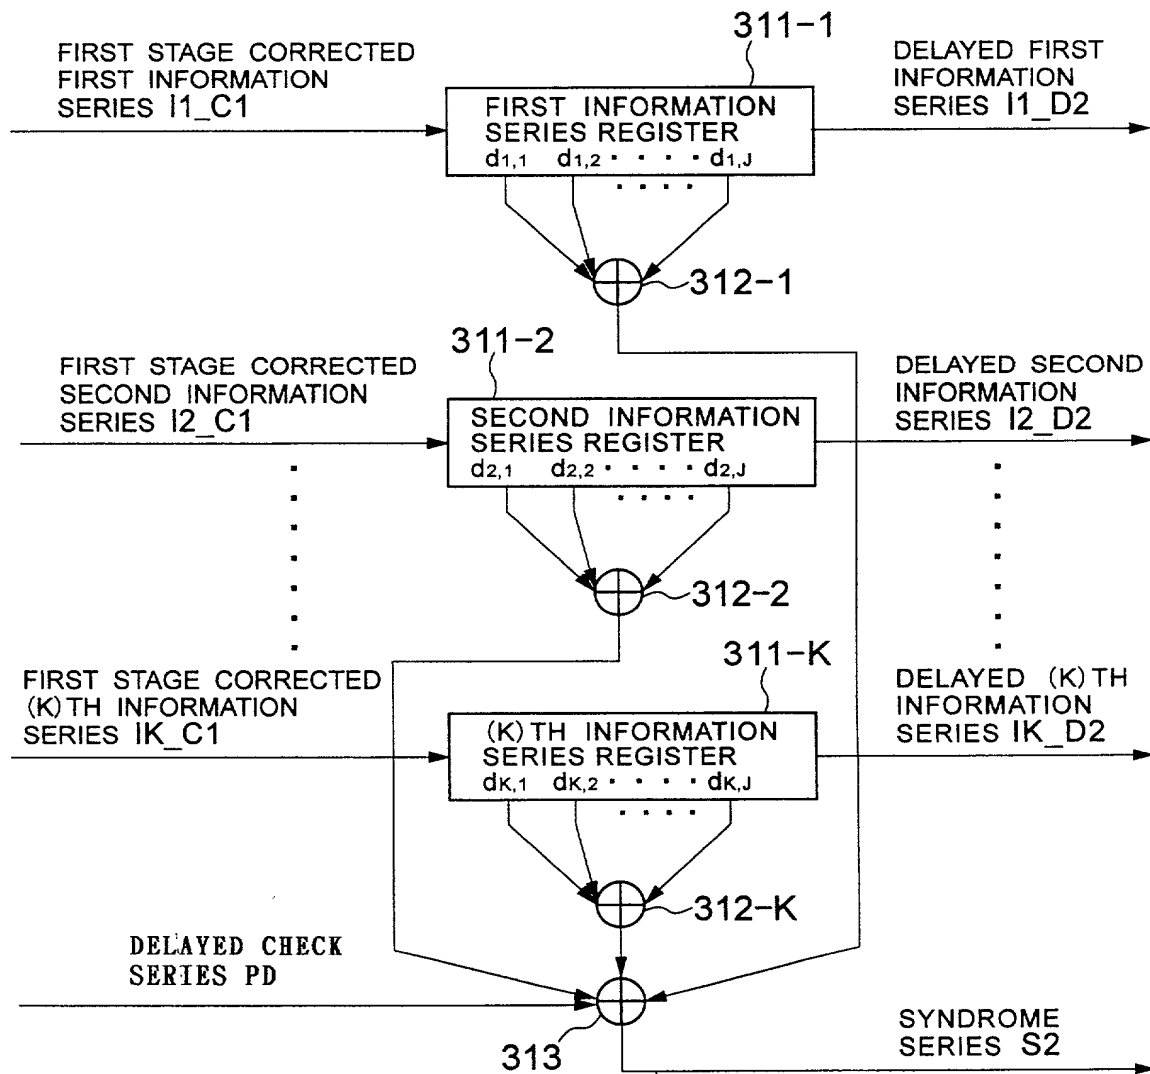 311-1
FIRST STAGE CORRECTED
FIRST INFORMATION
SERIES I1_C1
FIRST INFORMATION
SERIES REGISTER
d1,1 d1,2 · · · · d1,J
· · · ·
DELAYED FIRST
INFORMATION
SERIES I1_D2
312-1
311-2
FIRST STAGE CORRECTED
SECOND INFORMATION
SERIES I2_C1
SECOND INFORMATION
SERIES REGISTER
d2,1 d2,2 · · · · d2,J
· · · ·
DELAYED SECOND
INFORMATION
SERIES I2_D2
312-2
311-K
FIRST STAGE CORRECTED
(K)TH INFORMATION
SERIES IK_C1
(K)TH INFORMATION
SERIES REGISTER
dK,1 dK,2 · · · · dK,J
· · · ·
DELAYED (K)TH
INFORMATION
SERIES IK_D2
312-K
DELAYED CHECK
SERIES PD
313
SYNDROME
SERIES S2